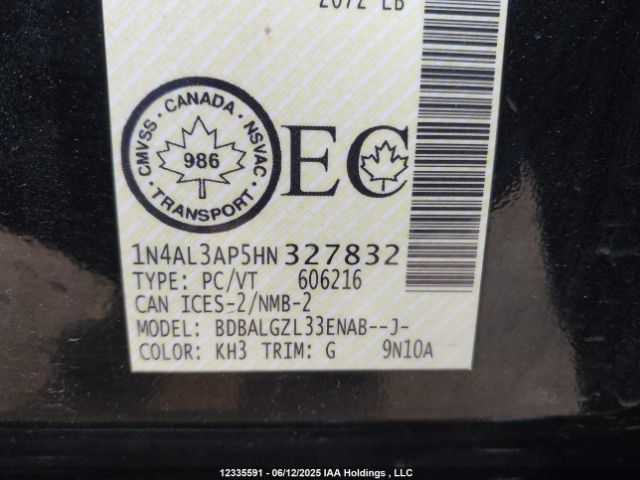 2072 LB
CMVSS · CANADA · NSVAC
986
TRANSPORT
EC
1N4AL3AP5HN327832
TYPE: PC/VT 606216
CAN ICES-2/NMB-2
MODEL: BDBALGZL33ENAB--J-
COLOR: KH3 TRIM: G 9N10A
12335591 - 06/12/2025 IAA Holdings , LLC